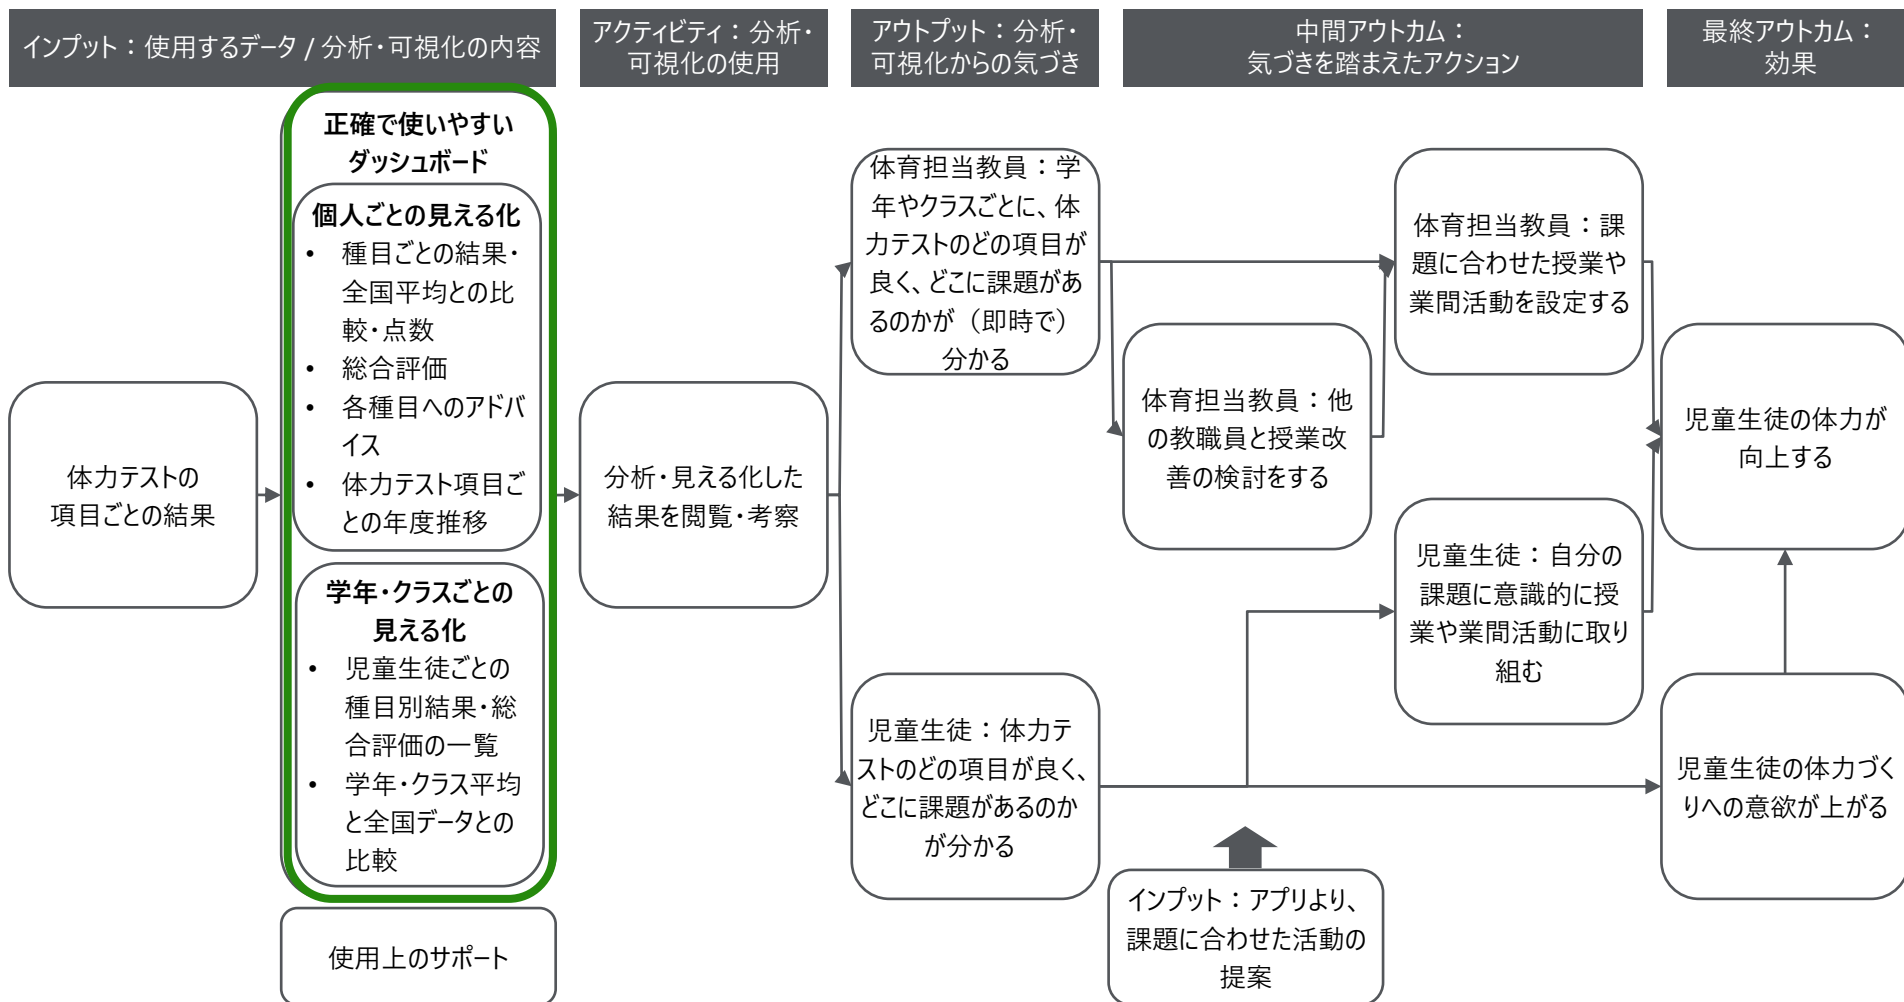 インプット：使用するデータ / 分析・可視化の内容
アクティビティ：分析・
可視化の使用
アウトプット：分析・
可視化からの気づき
中間アウトカム：
気づきを踏まえたアクション
最終アウトカム：
効果
体力テストの
項目ごとの結果
正確で使いやすい
ダッシュボード
個人ごとの見える化
• 種目ごとの結果・
全国平均との比
較・点数
• 総合評価
• 各種目へのアドバ
イス
• 体力テスト項目ご
との年度推移
学年・クラスごとの
見える化
• 児童生徒ごとの
種目別結果・総
合評価の一覧
• 学年・クラス平均
と全国データとの
比較
使用上のサポート
分析・見える化した
結果を閲覧・考察
体育担当教員：学
年やクラスごとに、体
力テストのどの項目が
良く、どこに課題があ
るのかが（即時で）
分かる
児童生徒：体力テ
ストのどの項目が良く、
どこに課題があるのか
が分かる
体育担当教員：他
の教職員と授業改
善の検討をする
インプット：アプリより、
課題に合わせた活動の
提案
体育担当教員：課
題に合わせた授業や
業間活動を設定する
児童生徒：自分の
課題に意識的に授
業や業間活動に取り
組む
児童生徒の体力が
向上する
児童生徒の体力づく
りへの意欲が上がる